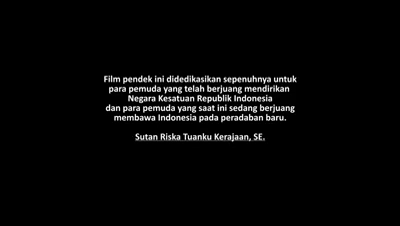 Film pendek ini didedikasikan sepenuhnya untuk
para pemuda yang telah berjuang mendirikan
Negara Kesatuan Republik Indonesia
dan para pemuda yang saat ini sedang berjuang
membawa Indonesia pada peradaban baru.
Sutan Riska Tuanku Kerajaan, SE.